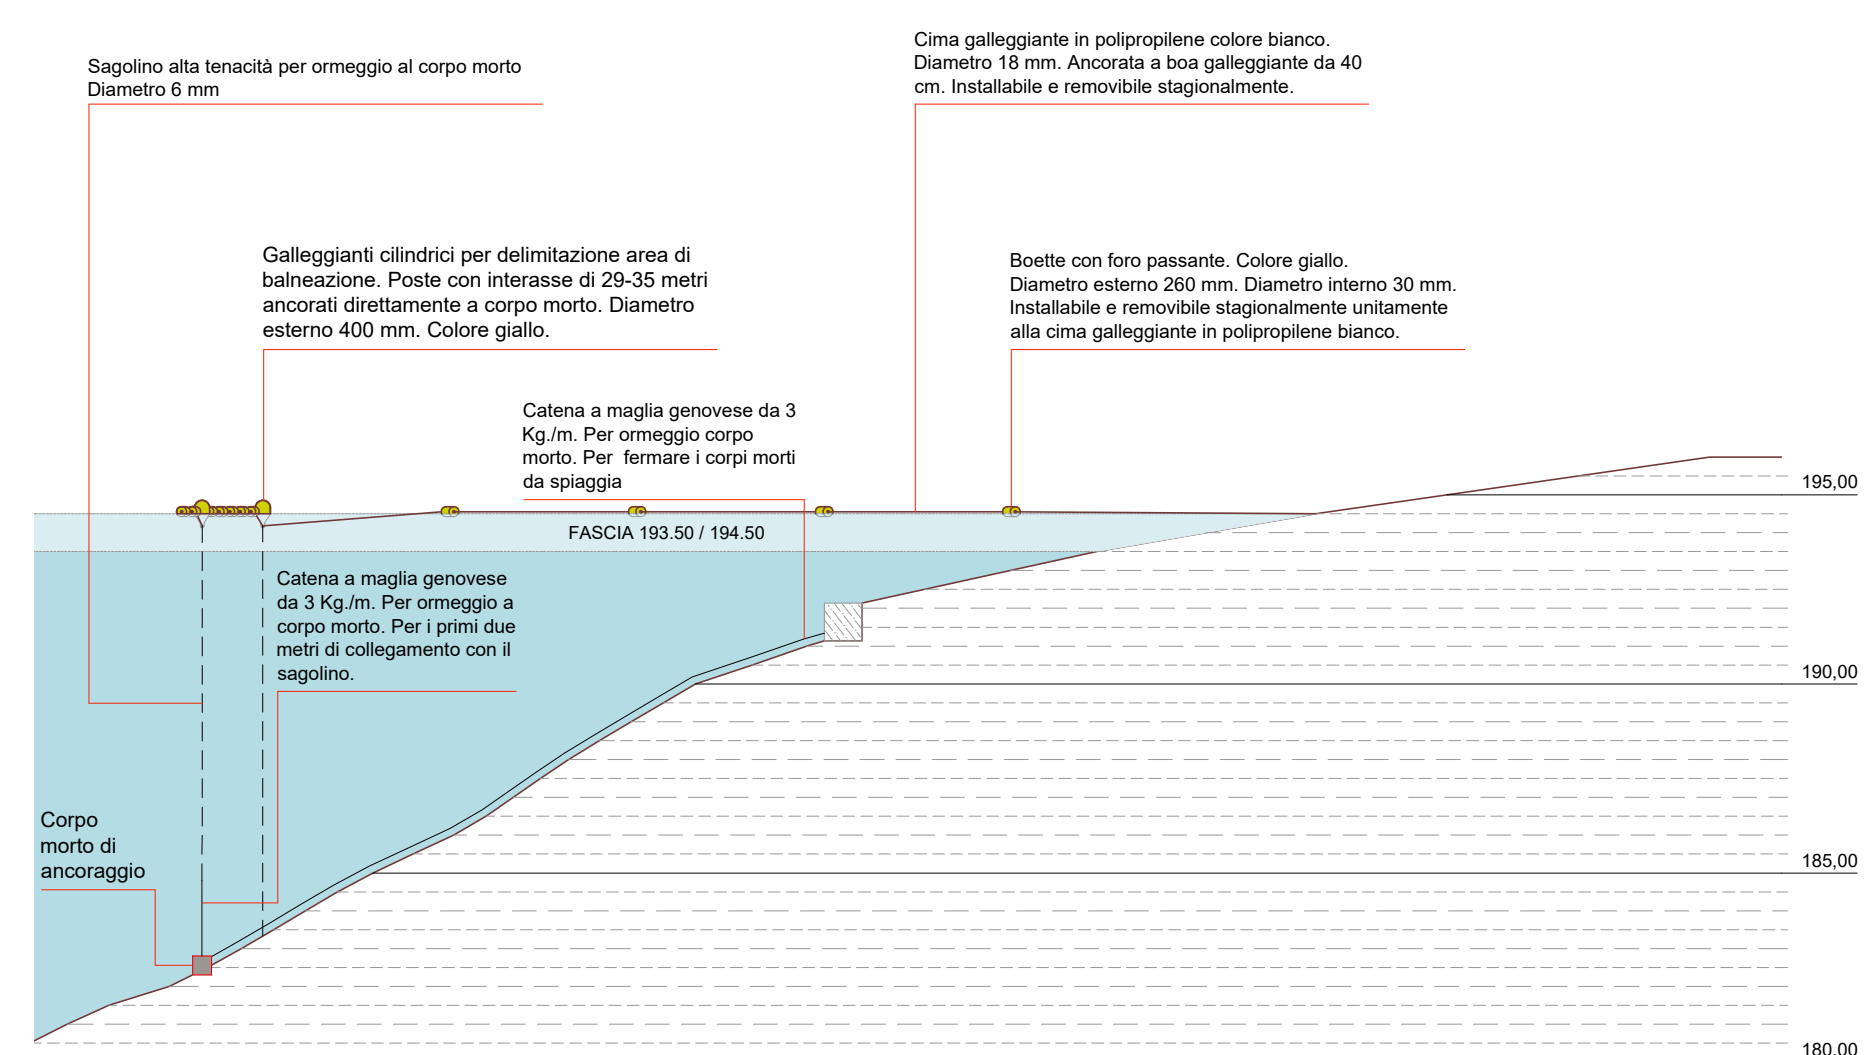 Cima galleggiante in polipropilene colore bianco.
Diametro 18 mm. Ancorata a boa galleggiante da 40
cm. Installabile e removibile stagionalmente.
Sagolino alta tenacità per ormeggio al corpo morto
Diametro 6 mm
Galleggianti cilindrici per delimitazione area di
balneazione. Poste con interasse di 29-35 metri
ancorati direttamente a corpo morto. Diametro
esterno 400 mm. Colore giallo.
Boette con foro passante. Colore giallo.
Diametro esterno 260 mm. Diametro interno 30 mm.
Installabile e removibile stagionalmente unitamente
alla cima galleggiante in polipropilene bianco.
Catena a maglia genovese da 3
Kg./m. Per ormeggio corpo
morto. Per  fermare i corpi morti
da spiaggia
195,00
FASCIA 193.50 / 194.50
Catena a maglia genovese
da 3 Kg./m. Per ormeggio a
corpo morto. Per i primi due
metri di collegamento con il
sagolino.
190,00
Corpo
morto di
ancoraggio
185,00
180,00